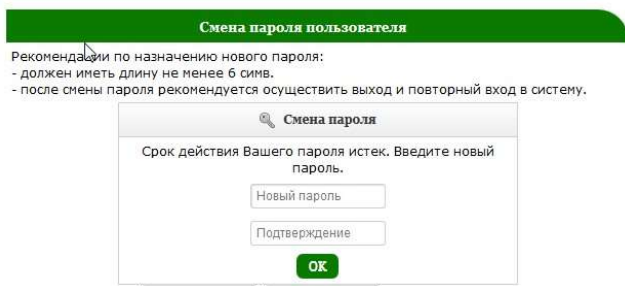 Смена пароля пользователя
Рекомендации по назначению нового пароля:
- должен иметь длину не менее 6 симв.
- после смены пароля рекомендуется осуществить выход и повторный вход в систему.
Смена пароля
Срок действия Вашего пароля истек. Введите новый
пароль.
Новый пароль
Подтверждение
OK